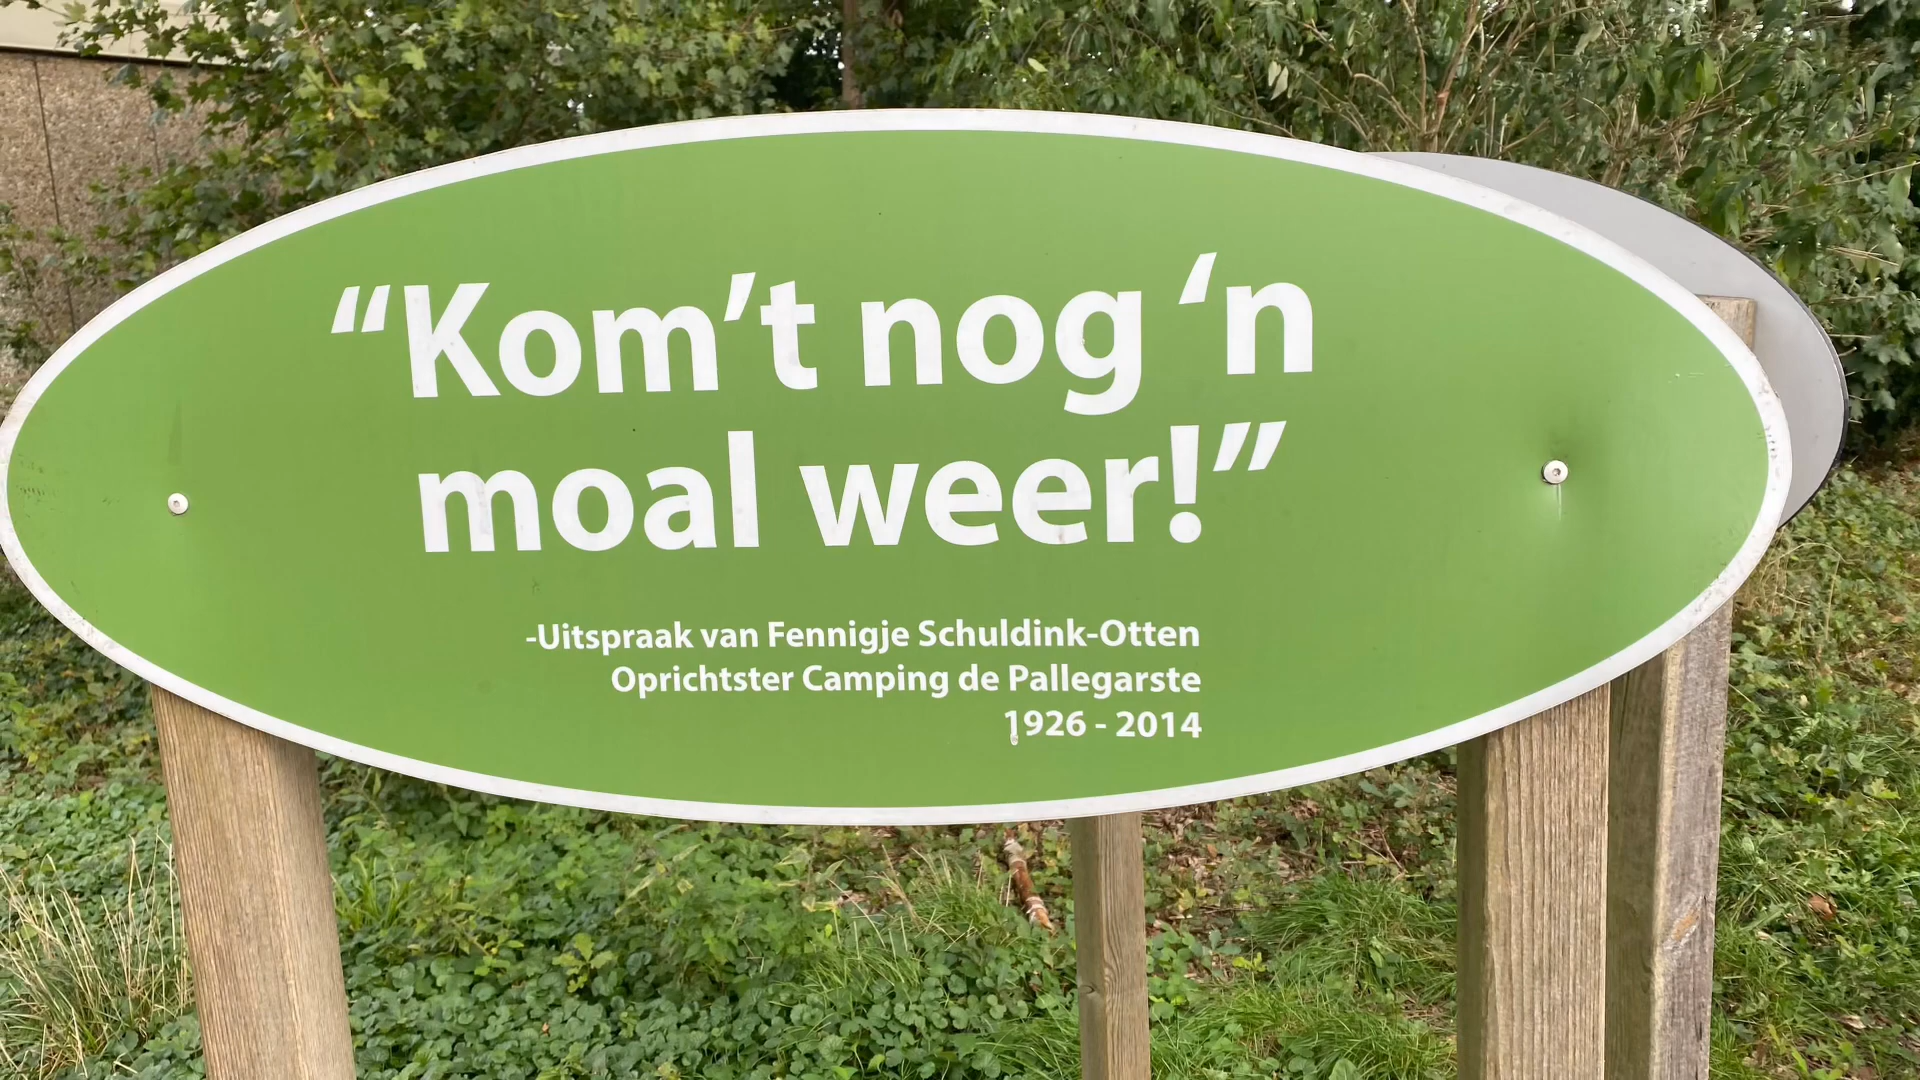 “Kom’t nog ‘n
moal weer!”
-Uitspraak van Fennigje Schuldink-Otten
Oprichtster Camping de Pallegarste
1926 - 2014